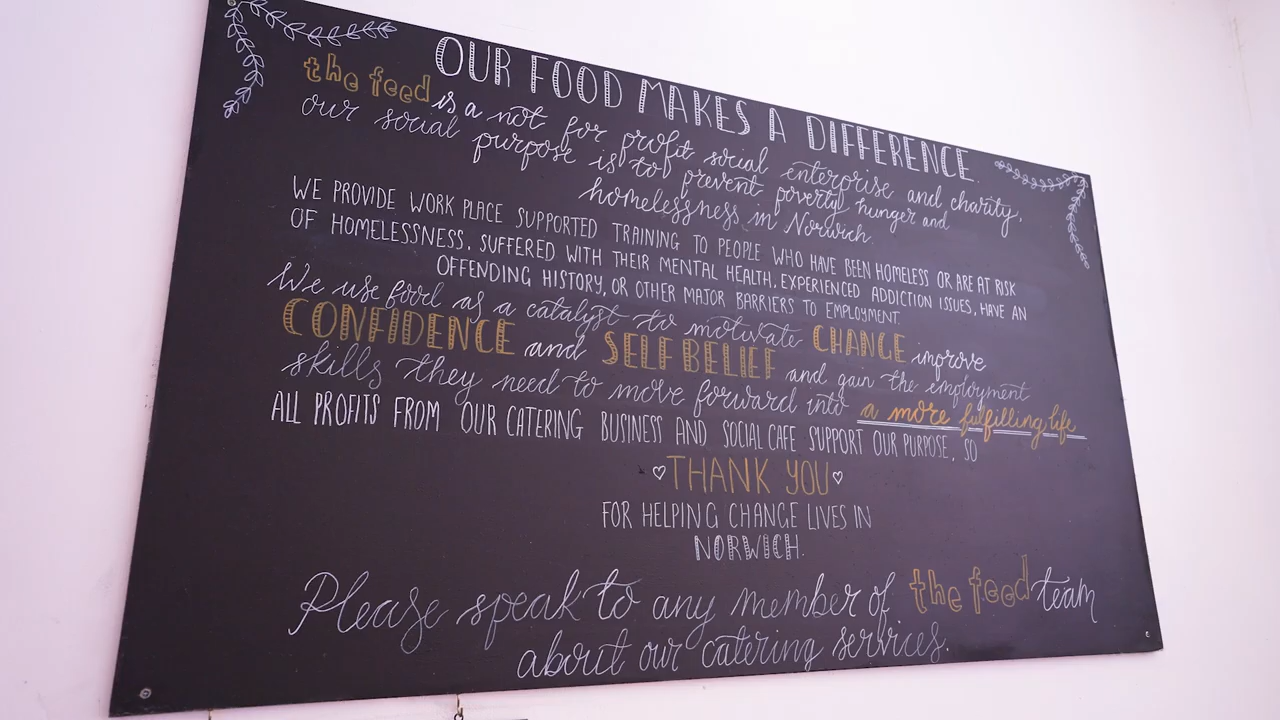 OUR FOOD MAKES A DIFFERENCE
the feed is a not for profit social enterprise and charity,
our social purpose is to prevent poverty, hunger and
homelessness in Norwich.
WE PROVIDE WORK PLACE SUPPORTED TRAINING TO PEOPLE WHO HAVE BEEN HOMELESS OR ARE AT RISK
OF HOMELESSNESS, SUFFERED WITH THEIR MENTAL HEALTH, EXPERIENCED ADDICTION ISSUES, HAVE AN
OFFENDING HISTORY, OR OTHER MAJOR BARRIERS TO EMPLOYMENT.
We use food as a catalyst to motivate CHANGE improve
CONFIDENCE and SELF BELIEF and gain the employment
skills they need to move forward into a more fulfilling life
ALL PROFITS FROM OUR CATERING BUSINESS AND SOCIAL CAFE SUPPORT OUR PURPOSE, SO
♡THANK YOU♡
FOR HELPING CHANGE LIVES IN
NORWICH.
Please speak to any member of the feed team
about our catering services.